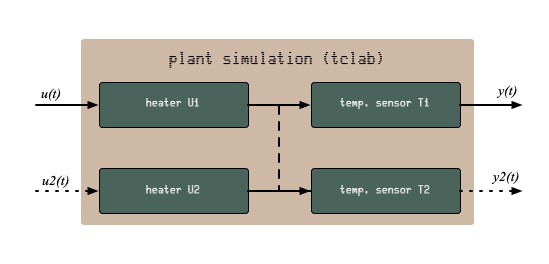 plant simulation (tclab)
u(t)
heater U1
temp. sensor T1
y(t)
u2(t)
heater U2
temp. sensor T2
y2(t)